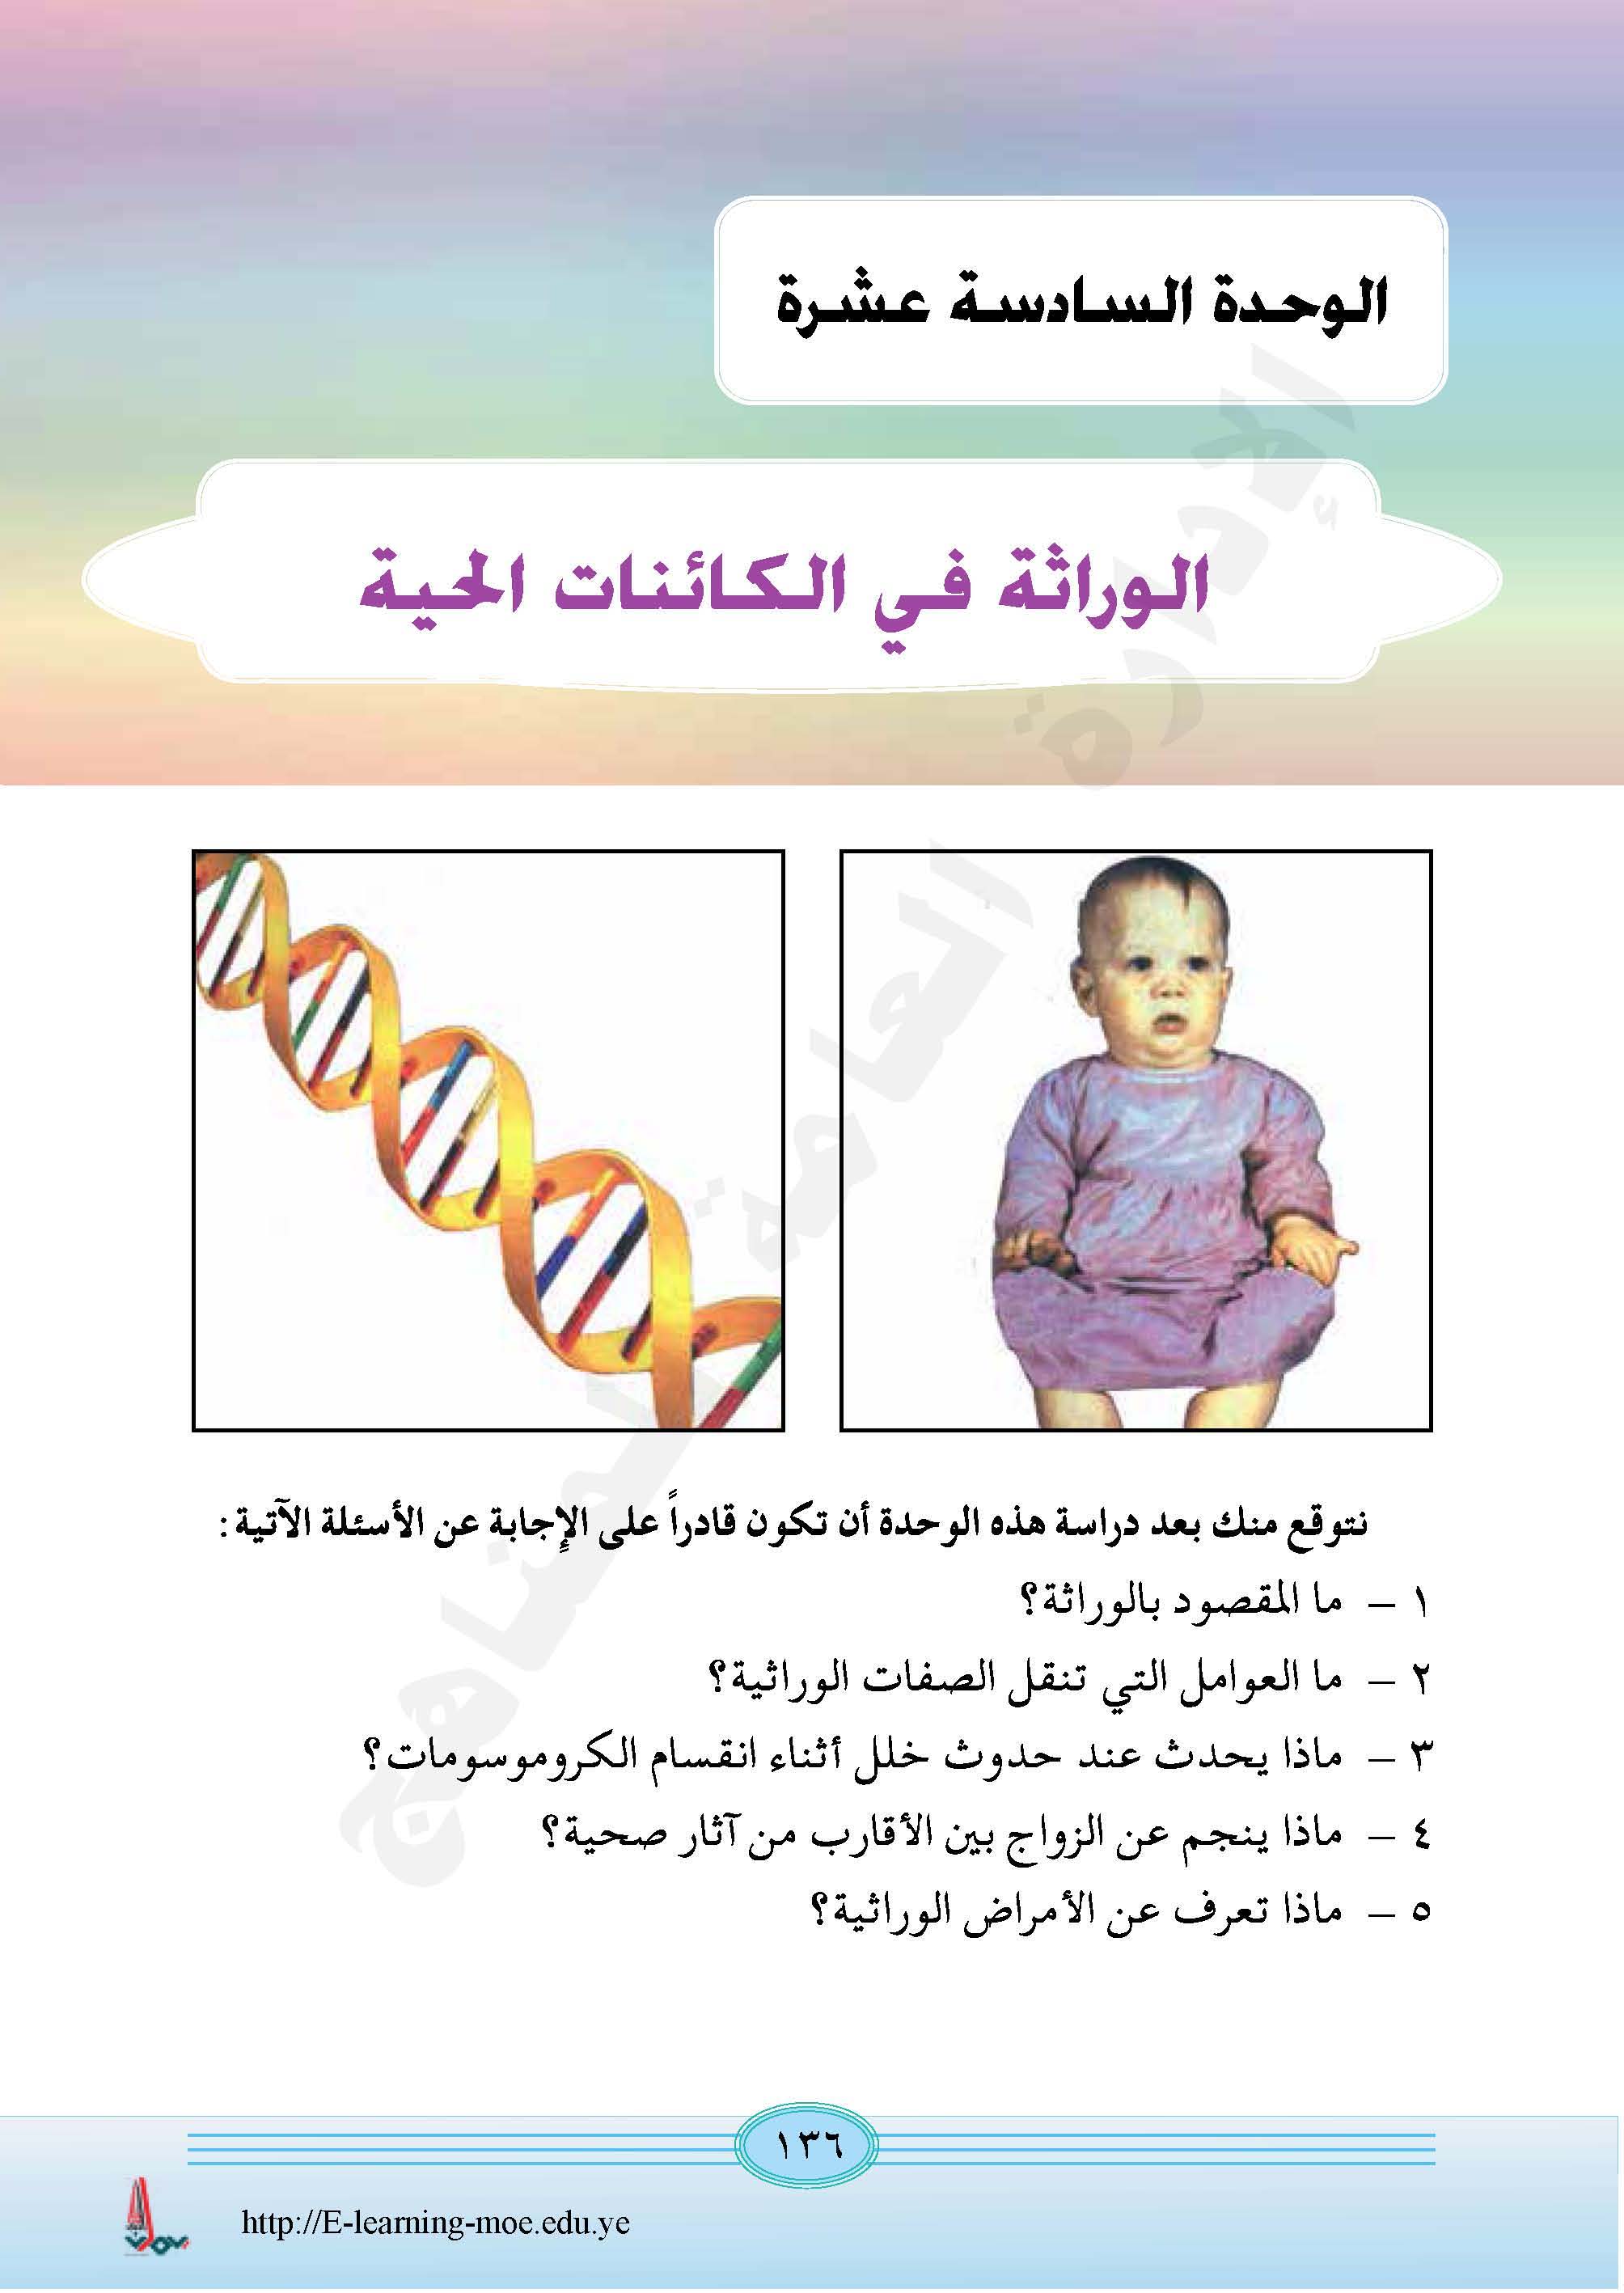 الوحدة السادسة عشرة
الوراثة في الكائنات الحية
نتوقع منك بعد دراسة هذه الوحدة أن تكون قادراً على الإجابة عن الأسئلة الآتية:
١ – ما المقصود بالوراثة؟
٢ – ما العوامل التي تنقل الصفات الوراثية؟
٣ – ماذا يحدث عند حدوث خلل أثناء انقسام الكروموسومات؟
٤ – ماذا ينجم عن الزواج بين الأقارب من آثار صحية؟
٥ – ماذا تعرف عن الأمراض الوراثية؟
١٣٦
http://E-learning-moe.edu.ye
الإدارة العامة للمناهج